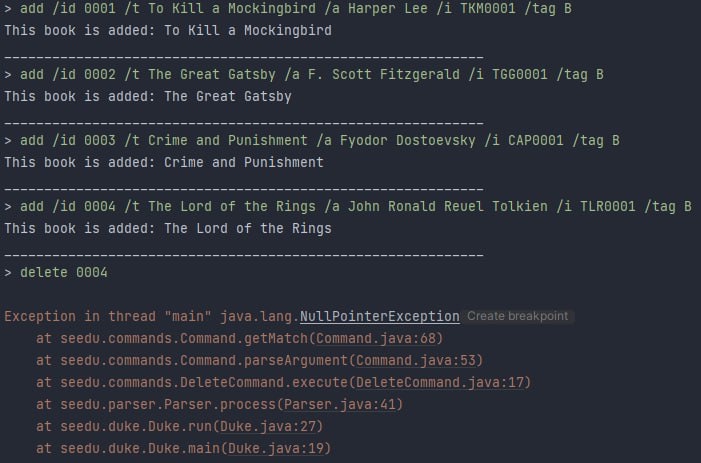 > add /id 0001 /t To Kill a Mockingbird /a Harper Lee /i TKM0001 /tag B
This book is added: To Kill a Mockingbird
____________________________________________________________
> add /id 0002 /t The Great Gatsby /a F. Scott Fitzgerald /i TGG0001 /tag B
This book is added: The Great Gatsby
____________________________________________________________
> add /id 0003 /t Crime and Punishment /a Fyodor Dostoevsky /i CAP0001 /tag B
This book is added: Crime and Punishment
____________________________________________________________
> add /id 0004 /t The Lord of the Rings /a John Ronald Reuel Tolkien /i TLR0001 /tag B
This book is added: The Lord of the Rings
____________________________________________________________
> delete 0004
Exception in thread "main" java.lang.NullPointerException Create breakpoint
at seedu.commands.Command.getMatch(Command.java:68)
at seedu.commands.Command.parseArgument(Command.java:53)
at seedu.commands.DeleteCommand.execute(DeleteCommand.java:17)
at seedu.parser.Parser.process(Parser.java:41)
at seedu.duke.Duke.run(Duke.java:27)
at seedu.duke.Duke.main(Duke.java:19)